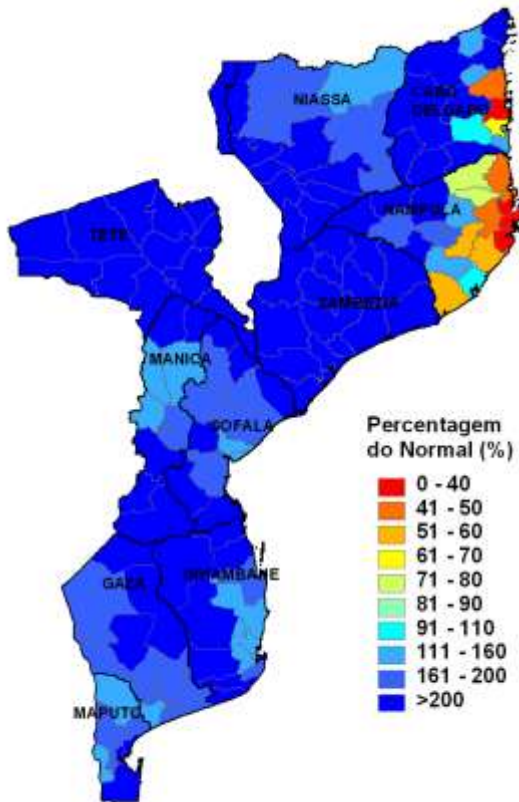 NIASSA
CABO
DELGADO
NAMPULA
TETE
ZAMBEZIA
MANICA
SOFALA
Percentagem
do Normal (%)
0 - 40
41 - 50
51 - 60
61 - 70
71 - 80
81 - 90
91 - 110
111 - 160
161 - 200
>200
GAZA
INHAMBANE
MAPUTO